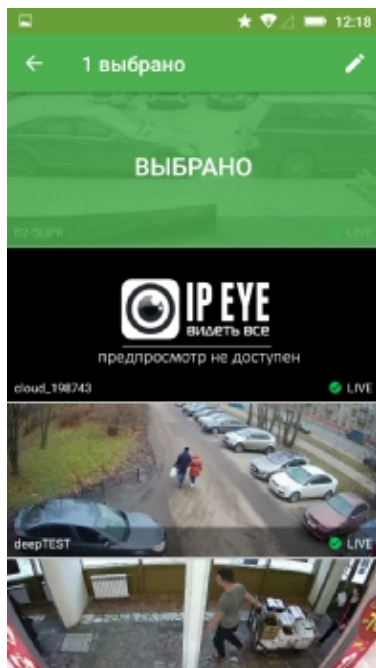 12:18
1 выбрано
ВЫБРАНО
B2-SUPR
LIVE
IP EYE
видеть все
предпросмотр не доступен
cloud_198743
LIVE
deepTEST
LIVE